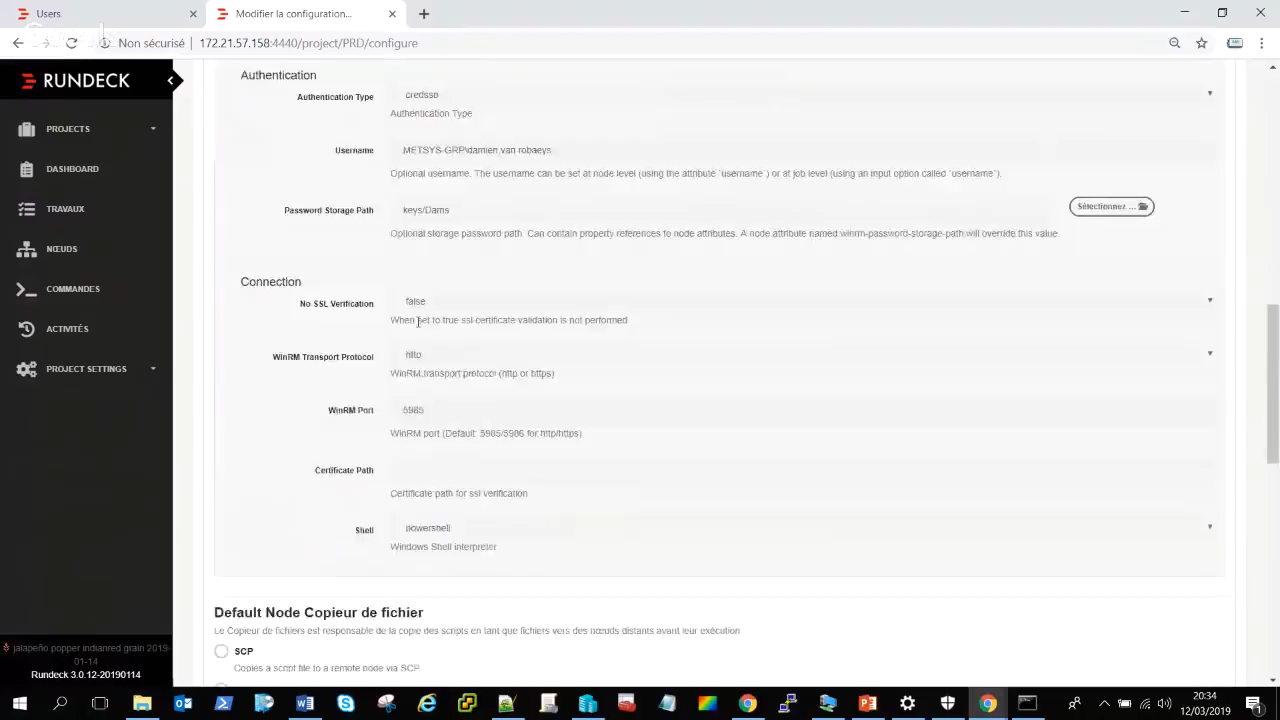 Users
Modifier la configuration...
Non sécurisé | 172.21.57.158:4440/project/PRD/configure
RUNDECK
PROJECTS
DASHBOARD
TRAVAUX
NŒUDS
COMMANDES
ACTIVITÉS
PROJECT SETTINGS
jalapeño popper indianred grain 2019-
01-14
Rundeck 3.0.12-20190114
Authentication
Authentication Type
credssp
Authentication Type
Username
METSYS-GRP\damien.van robaeys
Optional username. The username can be set at node level (using the attribute `username`) or at job level (using an input option called `username`).
Password Storage Path
keys/Dams
Sélectionnez ...
Optional storage password path. Can contain property references to node attributes. A node attribute named winrm-password-storage-path will override this value.
Connection
No SSL Verification
false
When set to true ssl certificate validation is not performed
WinRM Transport Protocol
http
WinRM transport protocol (http or https)
WinRM Port
5985
WinRM port (Default: 5985/5986 for http/https)
Certificate Path
Certificate path for ssl verification
Shell
powershell
Windows Shell interpreter
Default Node Copieur de fichier
Le Copieur de fichiers est responsable de la copie des scripts en tant que fichiers vers des nœuds distants avant leur exécution
SCP
Copies a script file to a remote node via SCP
20:34
12/03/2019